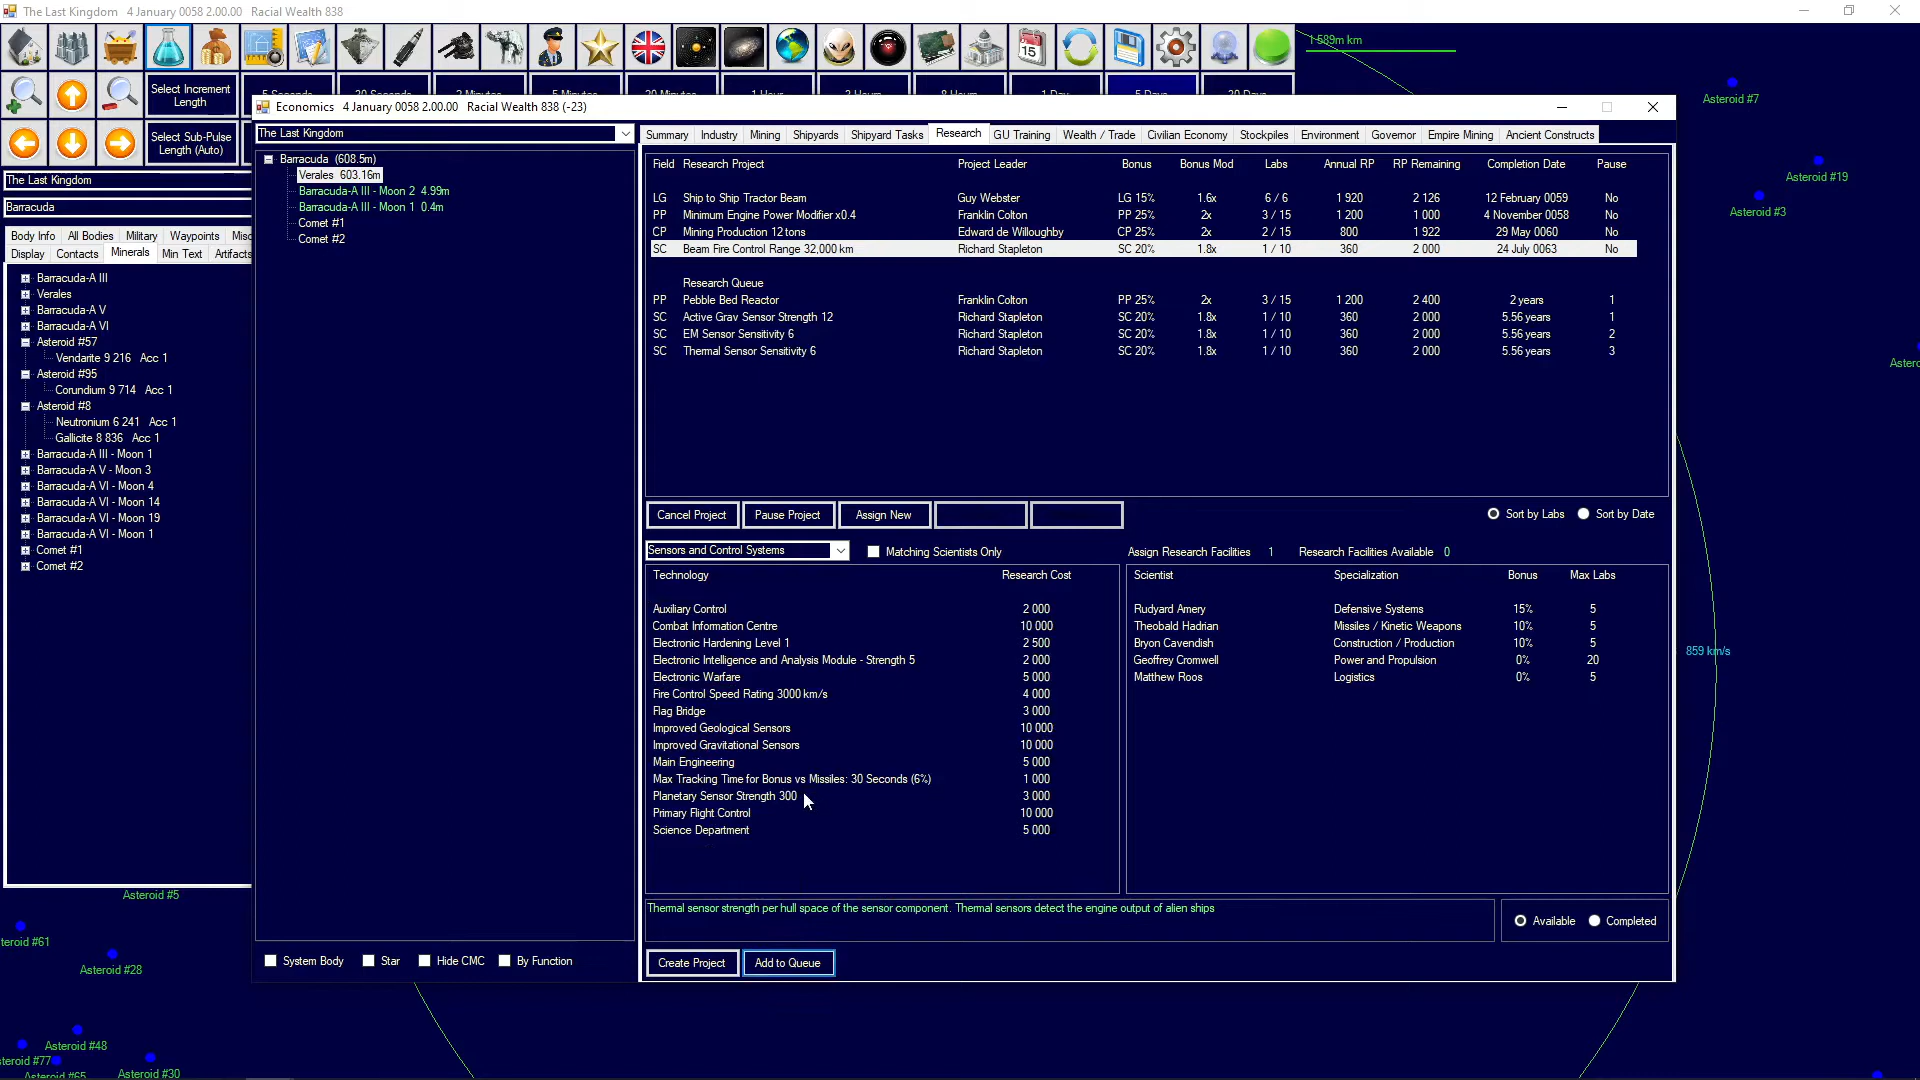 The Last Kingdom   4 January 0058 2.00.00   Racial Wealth 838
1 589m km
Select Increment Length
Select Sub-Pulse Length (Auto)
Economics   4 January 0058 2.00.00   Racial Wealth 838 (-23)
The Last Kingdom
Barracuda
Body Info   All Bodies   Military   Waypoints   Misc
Display   Contacts   Minerals   Min Text   Artifacts
Barracuda-A III
Verales
Barracuda-A V
Barracuda-A VI
Asteroid #57
Vendarite 9 216   Acc 1
Asteroid #95
Corundium 9 714   Acc 1
Asteroid #8
Neutronium 6 241   Acc 1
Gallicite 8 836   Acc 1
Barracuda-A III - Moon 1
Barracuda-A V - Moon 3
Barracuda-A VI - Moon 4
Barracuda-A VI - Moon 14
Barracuda-A VI - Moon 19
Barracuda-A VI - Moon 1
Comet #1
Comet #2
The Last Kingdom
Barracuda  (608.5m)
Verales  603.16m
Barracuda-A III - Moon 2  4.99m
Barracuda-A III - Moon 1  0.4m
Comet #1
Comet #2
System Body   Star   Hide CMC   By Function
Summary   Industry   Mining   Shipyards   Shipyard Tasks   Research   GU Training   Wealth / Trade   Civilian Economy   Stockpiles   Environment   Governor   Empire Mining   Ancient Constructs
Field   Research Project   Project Leader   Bonus   Bonus Mod   Labs   Annual RP   RP Remaining   Completion Date   Pause
LG   Ship to Ship Tractor Beam   Guy Webster   LG 15%   1.6x   6 / 6   1 920   2 126   12 February 0059   No
PP   Minimum Engine Power Modifier x0.4   Franklin Colton   PP 25%   2x   3 / 15   1 200   1 000   4 November 0058   No
CP   Mining Production 12 tons   Edward de Willoughby   CP 25%   2x   2 / 15   800   1 922   29 May 0060   No
SC   Beam Fire Control Range 32,000 km   Richard Stapleton   SC 20%   1.8x   1 / 10   360   2 000   24 July 0063   No
Research Queue
PP   Pebble Bed Reactor   Franklin Colton   PP 25%   2x   3 / 15   1 200   2 400   2 years   1
SC   Active Grav Sensor Strength 12   Richard Stapleton   SC 20%   1.8x   1 / 10   360   2 000   5.56 years   1
SC   EM Sensor Sensitivity 6   Richard Stapleton   SC 20%   1.8x   1 / 10   360   2 000   5.56 years   2
SC   Thermal Sensor Sensitivity 6   Richard Stapleton   SC 20%   1.8x   1 / 10   360   2 000   5.56 years   3
Cancel Project   Pause Project   Assign New   Sort by Labs   Sort by Date
Sensors and Control Systems   Matching Scientists Only   Assign Research Facilities   1   Research Facilities Available   0
Technology   Research Cost
Auxiliary Control   2 000
Combat Information Centre   10 000
Electronic Hardening Level 1   2 500
Electronic Intelligence and Analysis Module - Strength 5   2 000
Electronic Warfare   5 000
Fire Control Speed Rating 3000 km/s   4 000
Flag Bridge   3 000
Improved Geological Sensors   10 000
Improved Gravitational Sensors   10 000
Main Engineering   5 000
Max Tracking Time for Bonus vs Missiles: 30 Seconds (6%)   1 000
Planetary Sensor Strength 300   3 000
Primary Flight Control   10 000
Science Department   5 000
Scientist   Specialization   Bonus   Max Labs
Rudyard Amery   Defensive Systems   15%   5
Theobald Hadrian   Missiles / Kinetic Weapons   10%   5
Bryon Cavendish   Construction / Production   10%   5
Geoffrey Cromwell   Power and Propulsion   0%   20
Matthew Roos   Logistics   0%   5
Thermal sensor strength per hull space of the sensor component. Thermal sensors detect the engine output of alien ships
Available   Completed
Create Project   Add to Queue
Asteroid #7
Asteroid #19
Asteroid #3
859 km/s
Asteroid #5
teroid #61
Asteroid #28
Asteroid #48
steroid #77
Asteroid #65
Asteroid #30